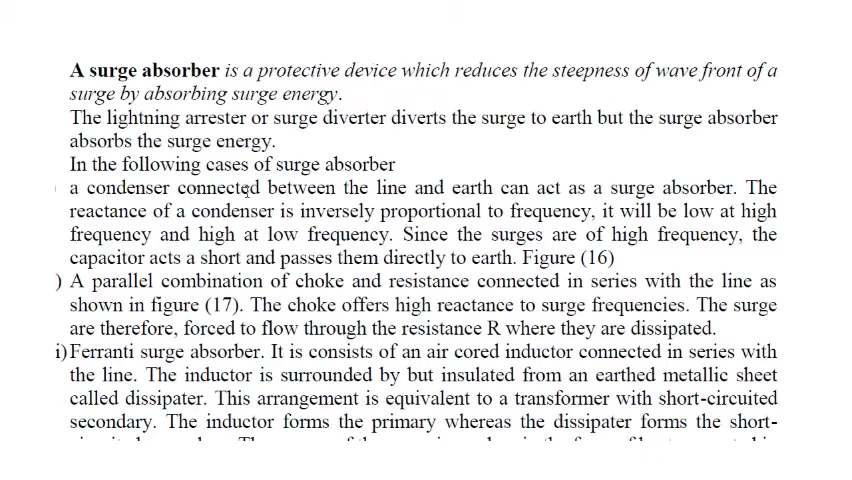 A surge absorber is a protective device which reduces the steepness of wave front of a
surge by absorbing surge energy.
The lightning arrester or surge diverter diverts the surge to earth but the surge absorber
absorbs the surge energy.
In the following cases of surge absorber
a condenser connected between the line and earth can act as a surge absorber. The
reactance of a condenser is inversely proportional to frequency, it will be low at high
frequency and high at low frequency. Since the surges are of high frequency, the
capacitor acts a short and passes them directly to earth. Figure (16)
) A parallel combination of choke and resistance connected in series with the line as
shown in figure (17). The choke offers high reactance to surge frequencies. The surge
are therefore, forced to flow through the resistance R where they are dissipated.
i) Ferranti surge absorber. It is consists of an air cored inductor connected in series with
the line. The inductor is surrounded by but insulated from an earthed metallic sheet
called dissipater. This arrangement is equivalent to a transformer with short-circuited
secondary. The inductor forms the primary whereas the dissipater forms the short-